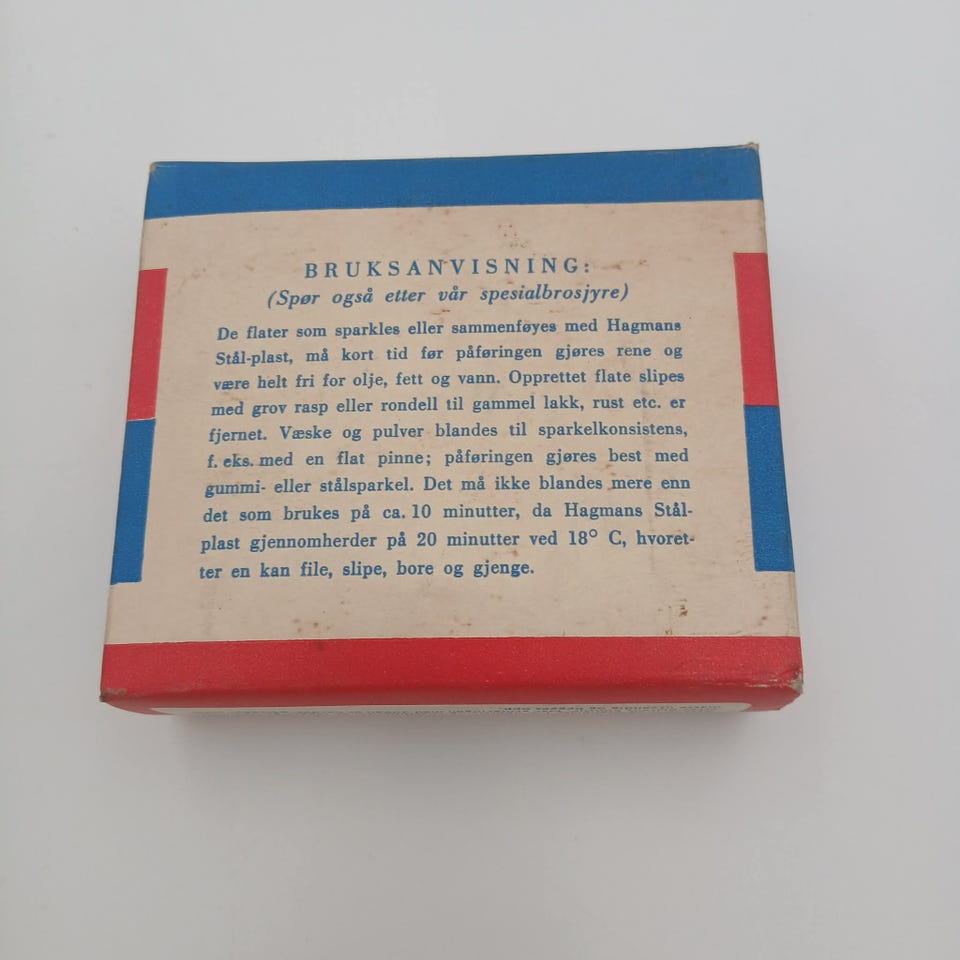 BRUKSANVISNING:
(Spør også etter vår spesialbrosjyre)
De flater som sparkles eller sammenføyes med Hagmans
Stål-plast, må kort tid før påføringen gjøres rene og
være helt fri for olje, fett og vann. Opprettet flate slipes
med grov rasp eller rondell til gammel lakk, rust etc. er
fjernet. Væske og pulver blandes til sparkelkonsistens,
f. eks. med en flat pinne; påføringen gjøres best med
gummi- eller stålsparkel. Det må ikke blandes mere enn
det som brukes på ca. 10 minutter, da Hagmans Stål-
plast gjennomherder på 20 minutter ved 18° C, hvoret-
ter en kan file, slipe, bore og gjenge.